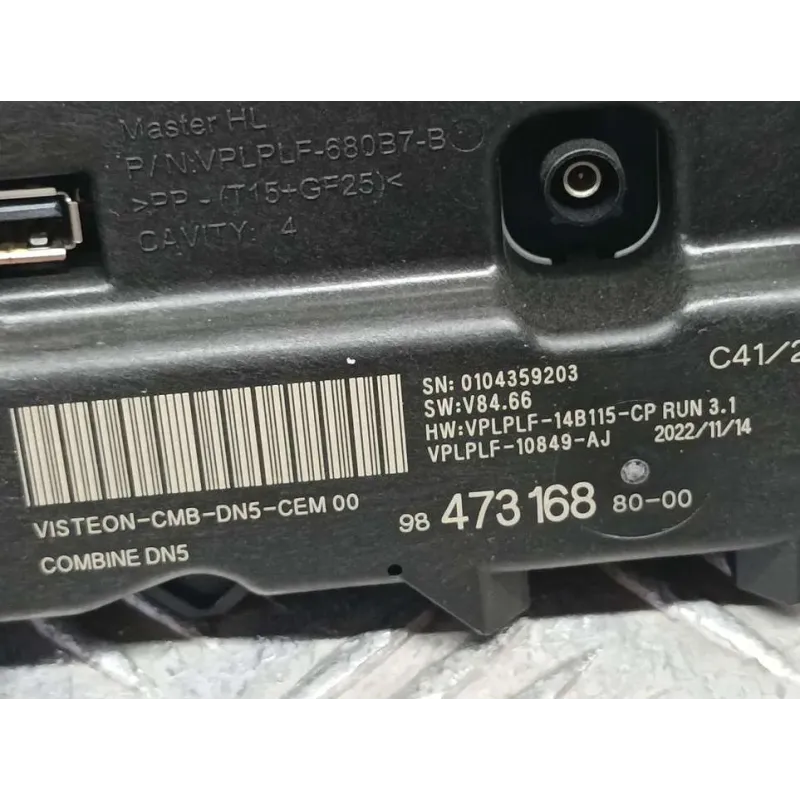 Master HL
P/N:VPLPLF-680B7-B
>PP-(T15+GF25)<
CAVITY: 4
C41/2
SN: 0104359203
SW:V84.66
HW:VPLPLF-14B115-CP RUN 3.1
VPLPLF-10849-AJ 2022/11/14
VISTEON-CMB-DN5-CEM 00
98 473 168 80-00
COMBINE DN5